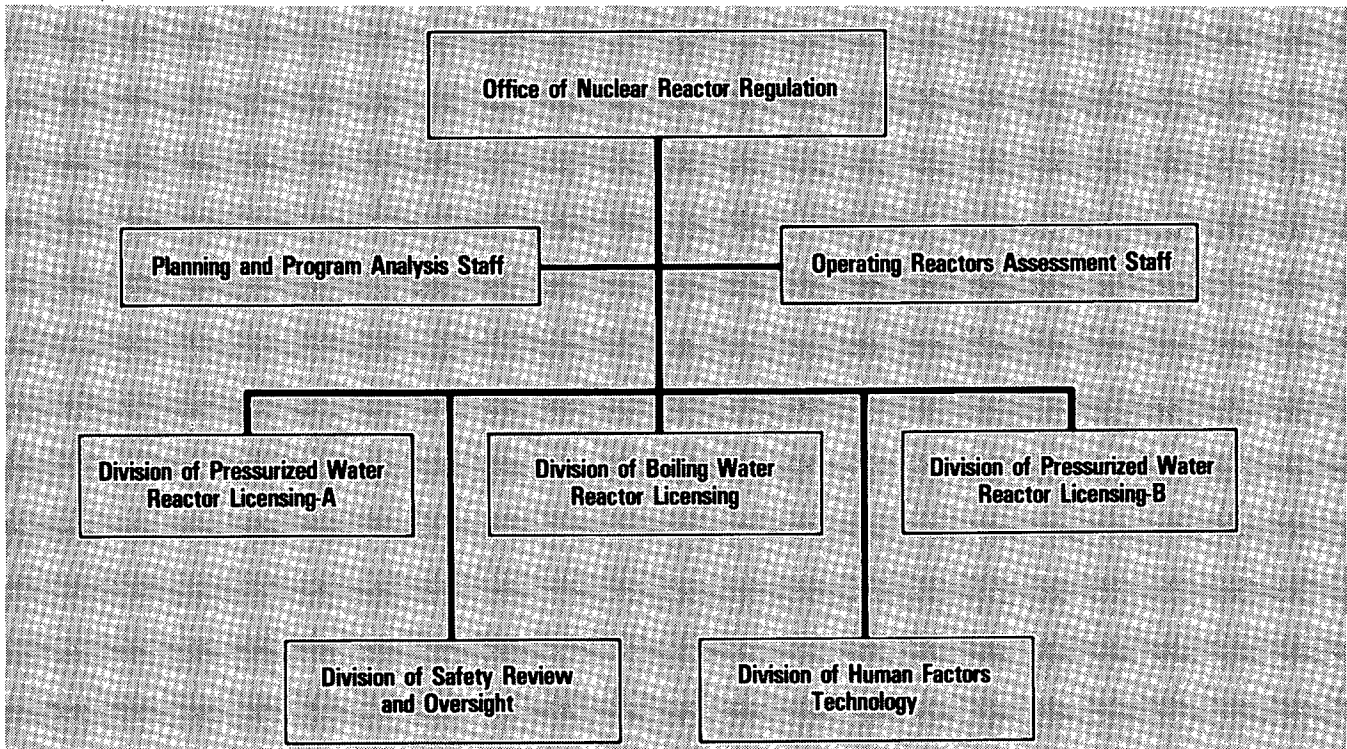 Office of Nuclear Reactor Regulation
Planning and Program Analysis Staff
Operating Reactors Assessment Staff
Division of Pressurized Water
Reactor Licensing-A
Division of Boiling Water
Reactor Licensing
Division of Pressurized Water
Reactor Licensing-B
Division of Safety Review
and Oversight
Division of Human Factors
Technology